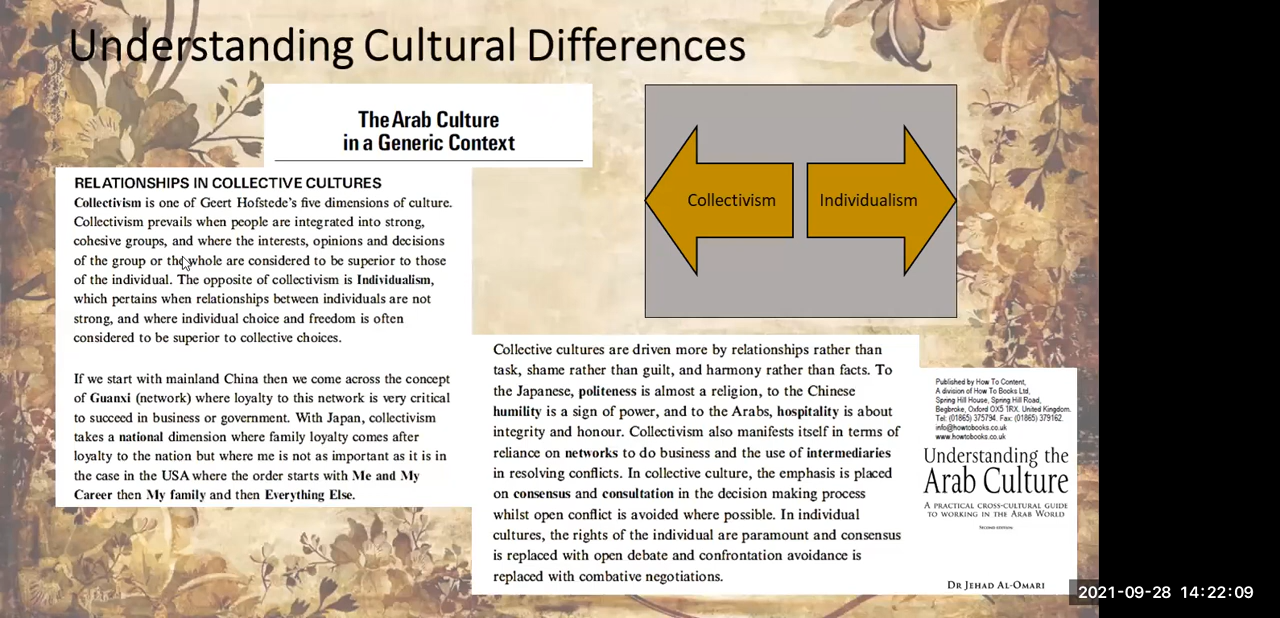 Understanding Cultural Differences
The Arab Culture
in a Generic Context
RELATIONSHIPS IN COLLECTIVE CULTURES
Collectivism is one of Geert Hofstede's five dimensions of culture.
Collectivism prevails when people are integrated into strong,
cohesive groups, and where the interests, opinions and decisions
of the group or the whole are considered to be superior to those
of the individual. The opposite of collectivism is Individualism,
which pertains when relationships between individuals are not
strong, and where individual choice and freedom is often
considered to be superior to collective choices.
If we start with mainland China then we come across the concept
of Guanxi (network) where loyalty to this network is very critical
to succeed in business or government. With Japan, collectivism
takes a national dimension where family loyalty comes after
loyalty to the nation but where me is not as important as it is in
the case in the USA where the order starts with Me and My
Career then My family and then Everything Else.
Collectivism
Individualism
Collective cultures are driven more by relationships rather than
task, shame rather than guilt, and harmony rather than facts. To
the Japanese, politeness is almost a religion, to the Chinese
humility is a sign of power, and to the Arabs, hospitality is about
integrity and honour. Collectivism also manifests itself in terms of
reliance on networks to do business and the use of intermediaries
in resolving conflicts. In collective culture, the emphasis is placed
on consensus and consultation in the decision making process
whilst open conflict is avoided where possible. In individual
cultures, the rights of the individual are paramount and consensus
is replaced with open debate and confrontation avoidance is
replaced with combative negotiations.
Published by How To Content,
A division of How To Books Ltd,
Spring Hill House, Spring Hill Road,
Begbroke, Oxford OX5 1RX. United Kingdom.
Tel: (01865) 375794. Fax: (01865) 379162.
info@howtobooks.co.uk
www.howtobooks.co.uk
Understanding the
Arab Culture
A PRACTICAL CROSS-CULTURAL GUIDE
TO WORKING IN THE ARAB WORLD
SECOND EDITION
DR JEHAD AL-OMARI
2021-09-28 14:22:09